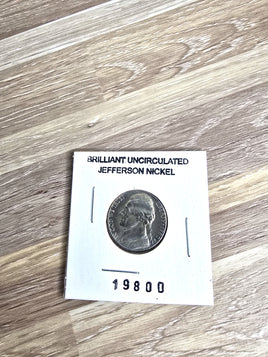 BRILLIANT UNCIRCULATED
JEFFERSON NICKEL
1980D